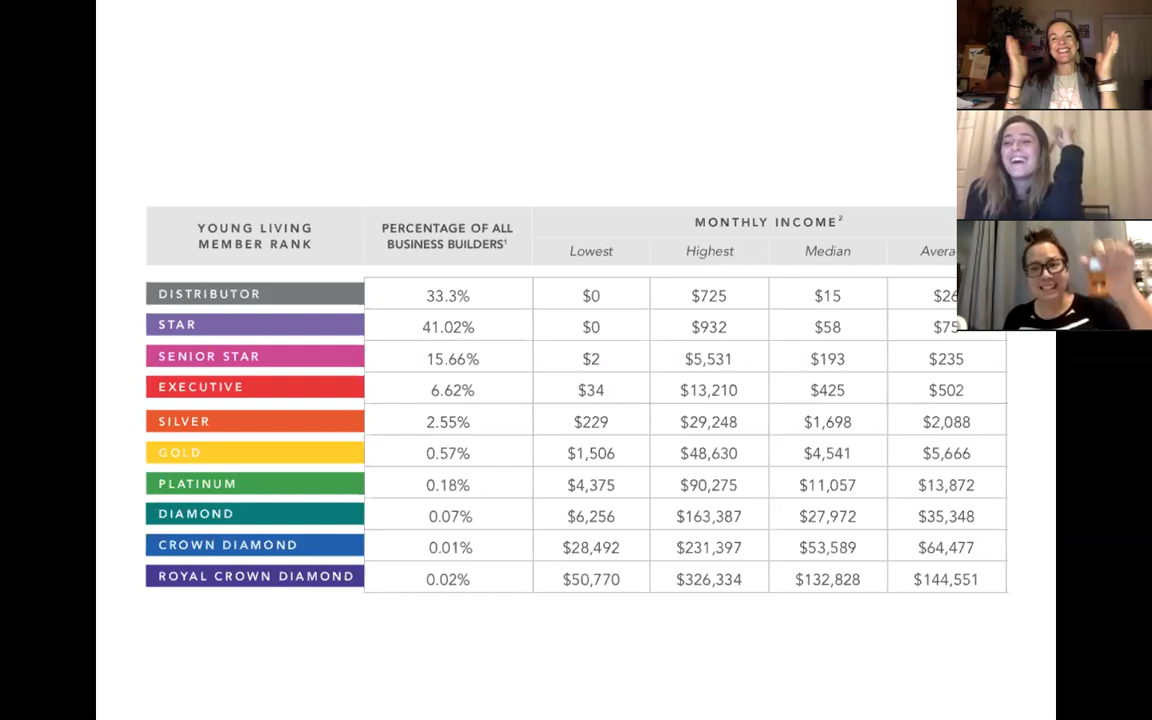 YOUNG LIVING
MEMBER RANK
PERCENTAGE OF ALL
BUSINESS BUILDERS¹
MONTHLY INCOME²
Lowest Highest Median
DISTRIBUTOR 33.3% $0 $725 $15
STAR 41.02% $0 $932 $58
SENIOR STAR 15.66% $2 $5,531 $193 $235
EXECUTIVE 6.62% $34 $13,210 $425 $502
SILVER 2.55% $229 $29,248 $1,698 $2,088
GOLD 0.57% $1,506 $48,630 $4,541 $5,666
PLATINUM 0.18% $4,375 $90,275 $11,057 $13,872
DIAMOND 0.07% $6,256 $163,387 $27,972 $35,348
CROWN DIAMOND 0.01% $28,492 $231,397 $53,589 $64,477
ROYAL CROWN DIAMOND 0.02% $50,770 $326,334 $132,828 $144,551